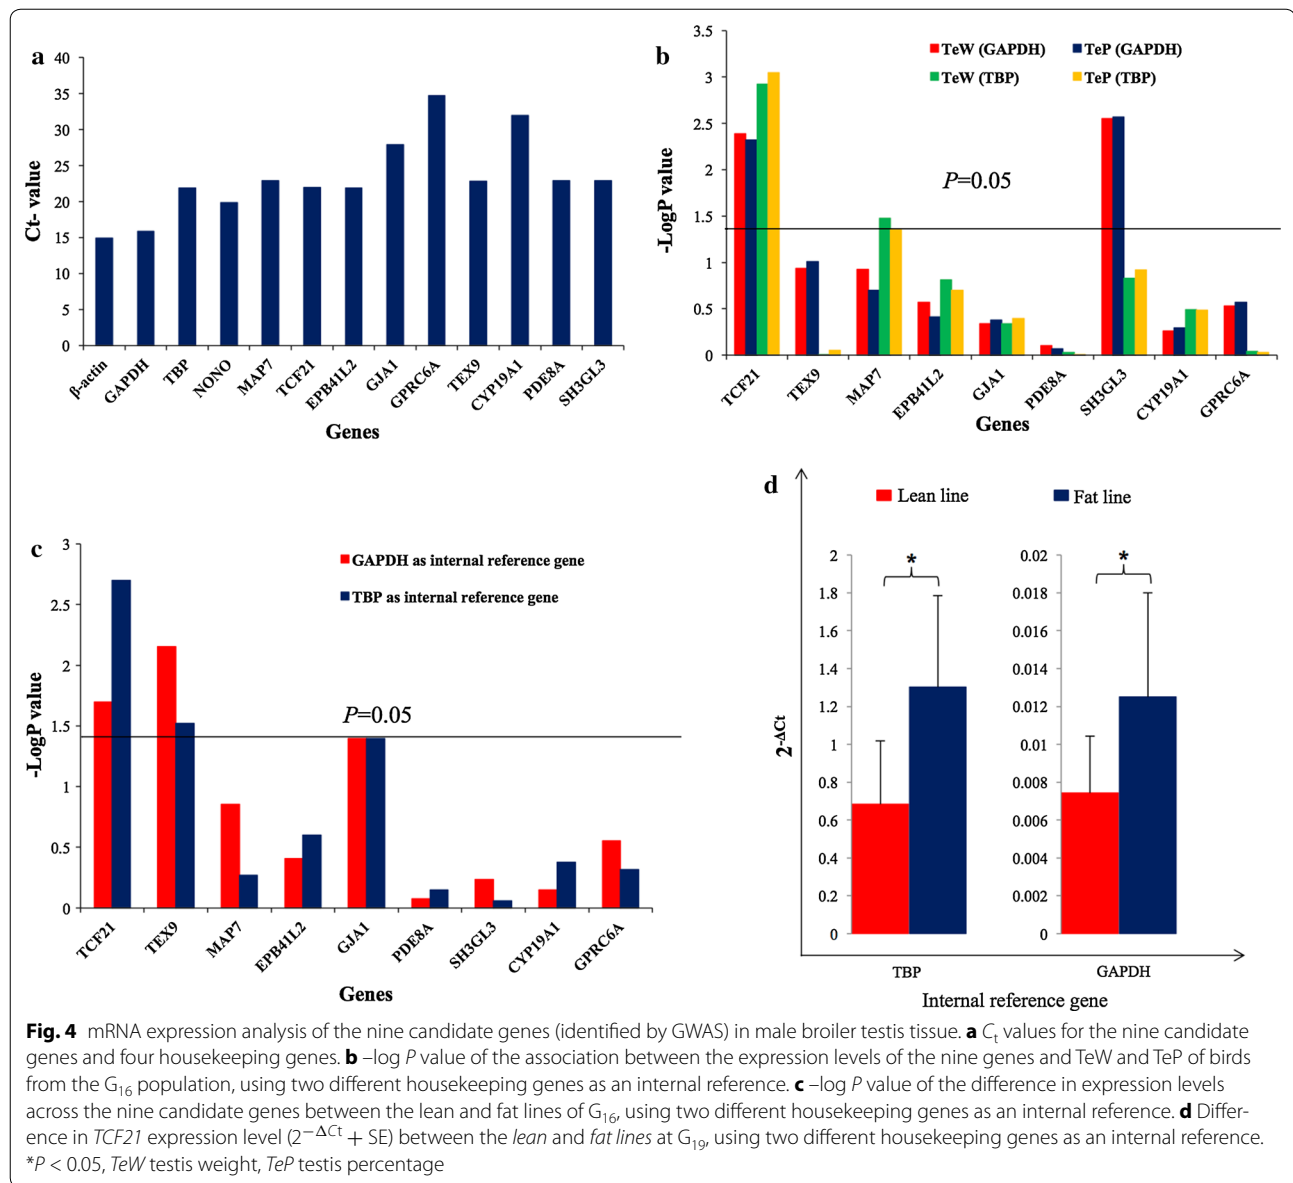 a
40
35
30
25
20
15
10
5
0
Ct- value
β-actin
GAPDH
TBP
NONO
MAP7
TCF21
EPB41L2
GJA1
GPRC6A
TEX9
CYP19A1
PDE8A
SH3GL3
Genes
b
TeW (GAPDH)
TeP (GAPDH)
TeW (TBP)
TeP (TBP)
3.5
3
2.5
2
1.5
1
0.5
0
-LogP value
P=0.05
TCF21
TEX9
MAP7
EPB41L2
GJA1
PDE8A
SH3GL3
CYP19A1
GPRC6A
Genes
c
GAPDH as internal reference gene
TBP as internal reference gene
3
2.5
2
1.5
1
0.5
0
-LogP value
P=0.05
TCF21
TEX9
MAP7
EPB41L2
GJA1
PDE8A
SH3GL3
CYP19A1
GPRC6A
Genes
d
Lean line
Fat line
2
1.8
1.6
1.4
1.2
1
0.8
0.6
0.4
0.2
0
*
0.02
0.018
0.016
0.014
0.012
0.01
0.008
0.006
0.004
0.002
0
*
2-ΔCt
TBP
GAPDH
Internal reference gene
Fig. 4 mRNA expression analysis of the nine candidate genes (identified by GWAS) in male broiler testis tissue. a Ct values for the nine candidate
genes and four housekeeping genes. b –log P value of the association between the expression levels of the nine genes and TeW and TeP of birds
from the G16 population, using two different housekeeping genes as an internal reference. c –log P value of the difference in expression levels
across the nine candidate genes between the lean and fat lines of G16, using two different housekeeping genes as an internal reference. d Differ-
ence in TCF21 expression level (2−ΔCt + SE) between the lean and fat lines at G19, using two different housekeeping genes as an internal reference.
*P < 0.05, TeW testis weight, TeP testis percentage